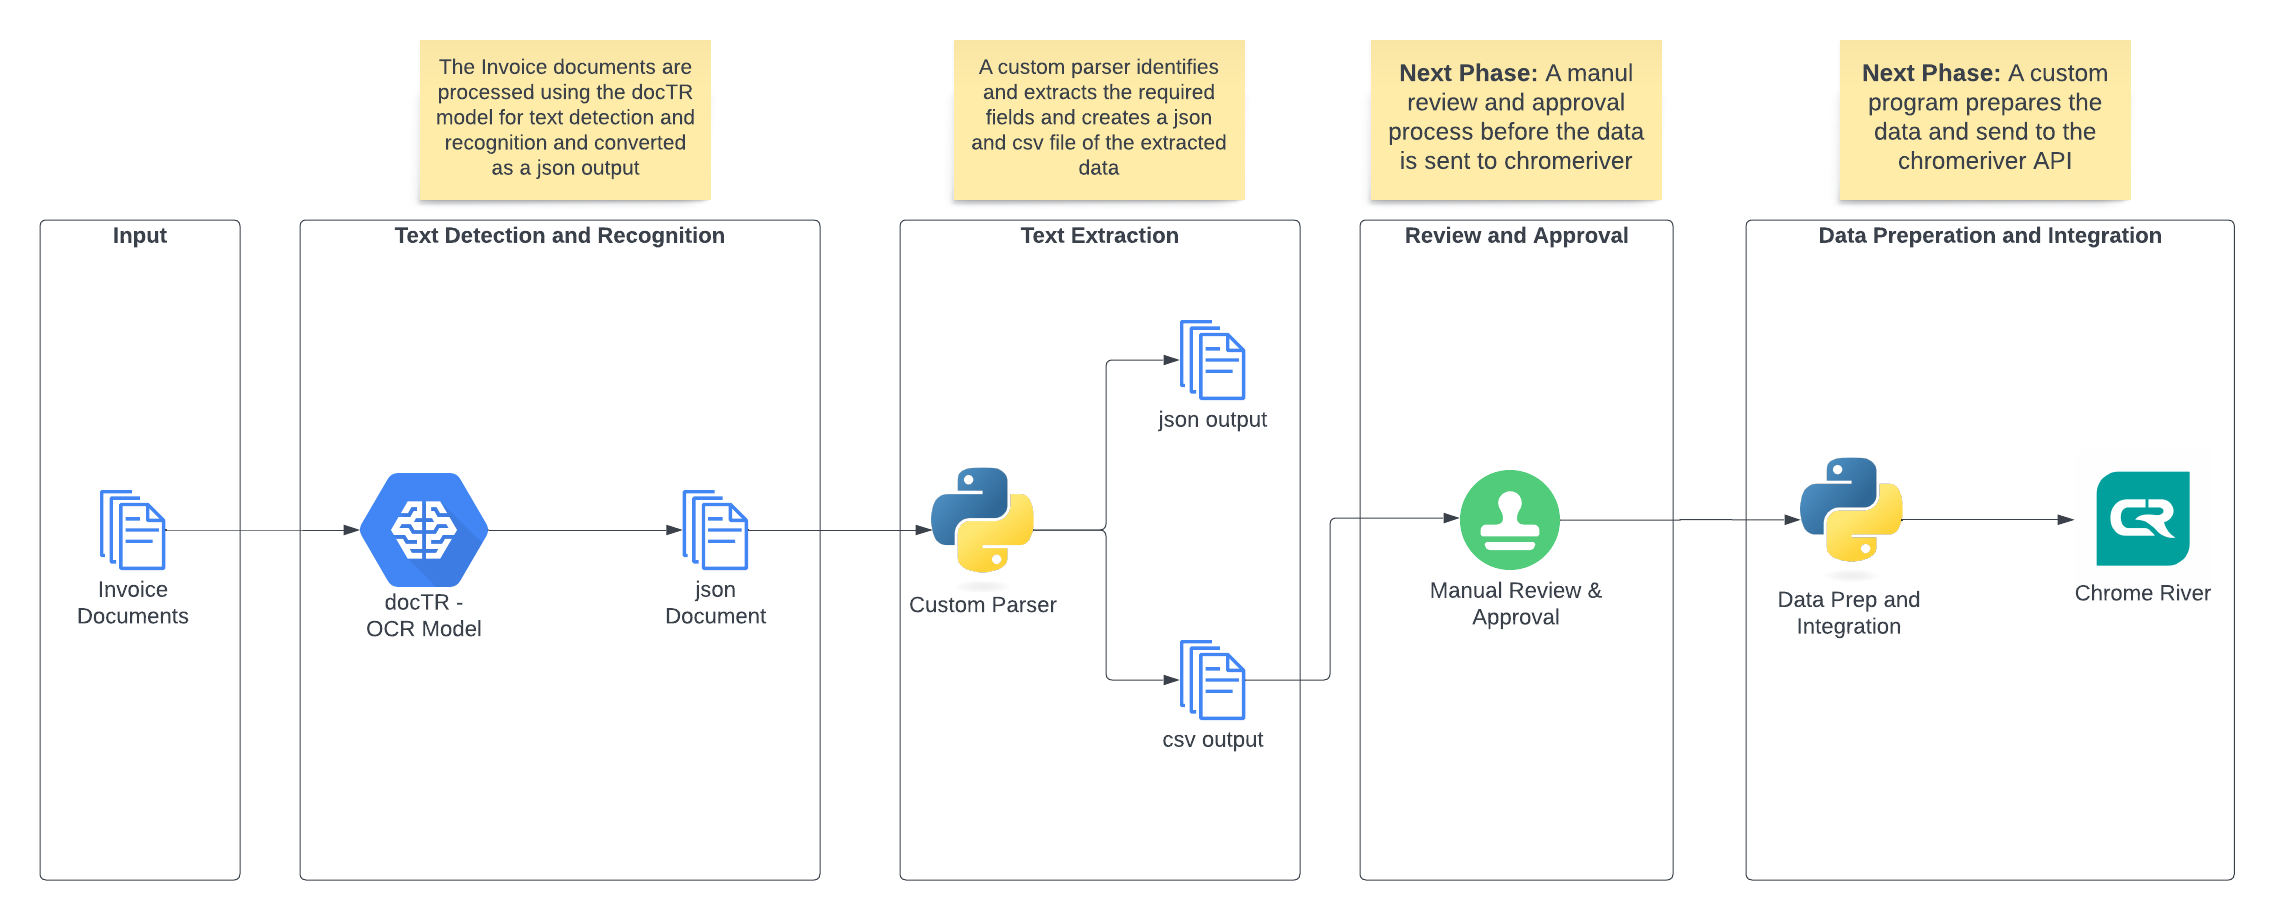 The Invoice documents are
processed using the docTR
model for text detection and
recognition and converted
as a json output
A custom parser identifies
and extracts the required
fields and creates a json
and csv file of the extracted
data
Next Phase: A manul
review and approval
process before the data
is sent to chromeriver
Next Phase: A custom
program prepares the
data and send to the
chromeriver API
Input
Text Detection and Recognition
Text Extraction
Review and Approval
Data Preperation and Integration
Invoice
Documents
docTR -
OCR Model
json
Document
Custom Parser
json output
csv output
Manual Review &
Approval
Data Prep and
Integration
CR
Chrome River